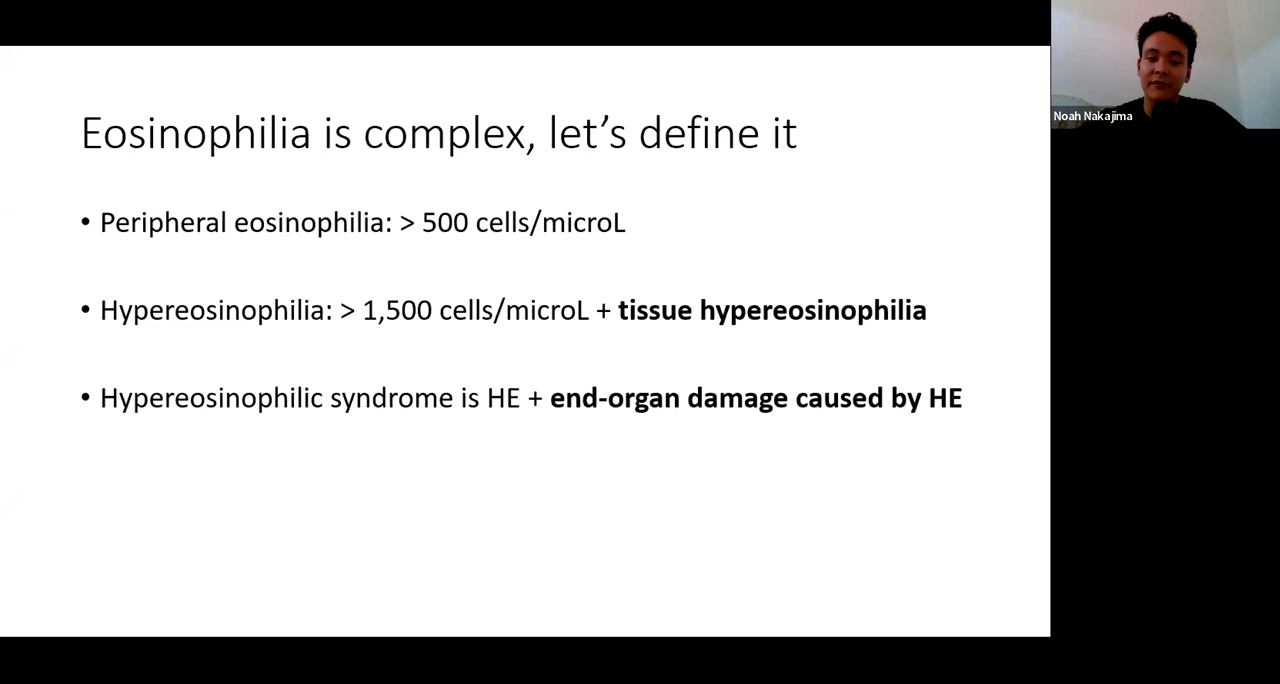 Eosinophilia is complex, let’s define it
• Peripheral eosinophilia: > 500 cells/microL
• Hypereosinophilia: > 1,500 cells/microL + tissue hypereosinophilia
• Hypereosinophilic syndrome is HE + end-organ damage caused by HE
Noah Nakajima